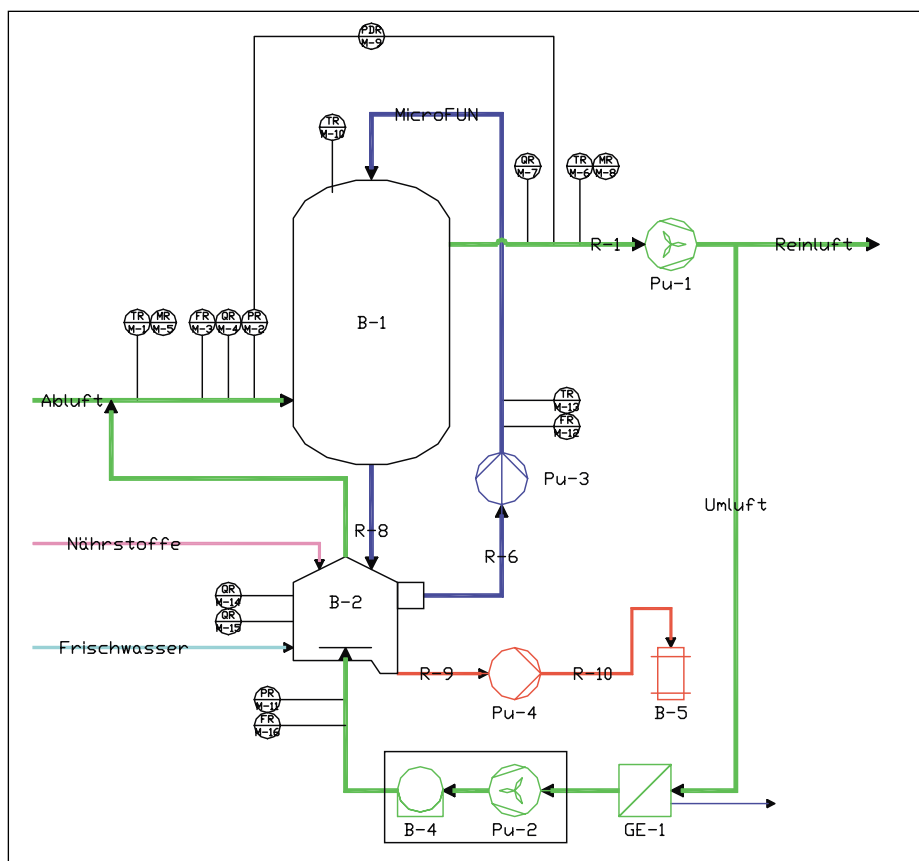 PDR
M-9
MicroFUN
TR
M-10
QR
M-7
TR
M-6
MR
M-8
R-1
Reinluft
Pu-1
TR
M-1
MR
M-5
FR
M-3
QR
M-4
PR
M-2
B-1
Abluft
TR
M-13
FR
M-12
Pu-3
Umluft
R-8
R-6
Nährstoffe
QR
M-14
B-2
QR
M-15
Frischwasser
R-9
R-10
PR
M-11
Pu-4
B-5
FR
M-16
B-4
Pu-2
GE-1